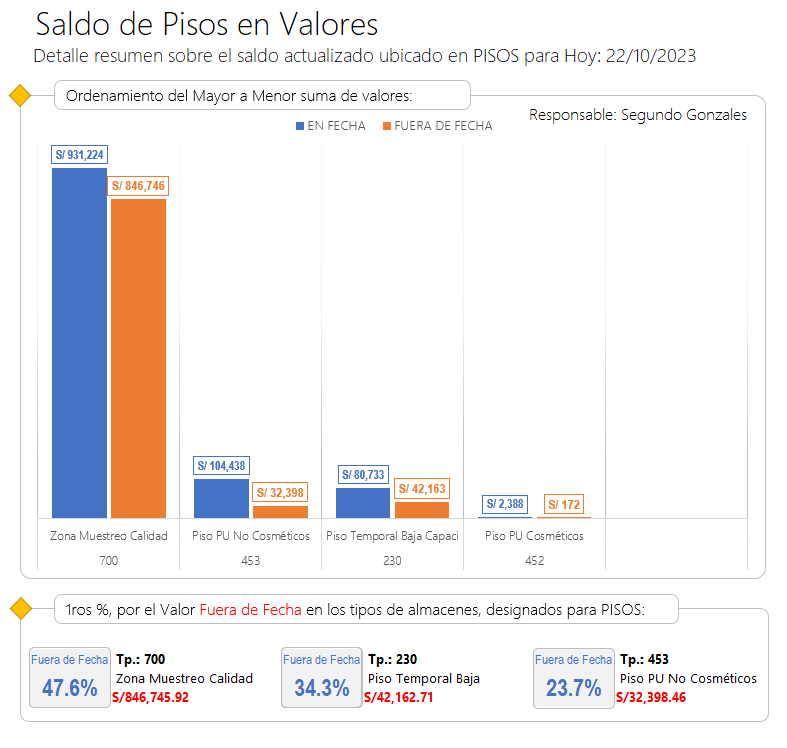 Saldo de Pisos en Valores
Detalle resumen sobre el saldo actualizado ubicado en PISOS para Hoy: 22/10/2023
Ordenamiento del Mayor a Menor suma de valores:
Responsable: Segundo Gonzales
EN FECHA FUERA DE FECHA
S/ 931,224
S/ 846,746
S/ 104,438
S/ 32,398
S/ 80,733
S/ 42,163
S/ 2,388
S/ 172
Zona Muestreo Calidad Piso PU No Cosméticos Piso Temporal Baja Capaci Piso PU Cosméticos
700 453 230 452
1ros %, por el Valor Fuera de Fecha en los tipos de almacenes, designados para PISOS:
Fuera de Fecha
47.6%
Tp.: 700
Zona Muestreo Calidad
S/846,745.92
Fuera de Fecha
34.3%
Tp.: 230
Piso Temporal Baja
S/42,162.71
Fuera de Fecha
23.7%
Tp.: 453
Piso PU No Cosméticos
S/32,398.46